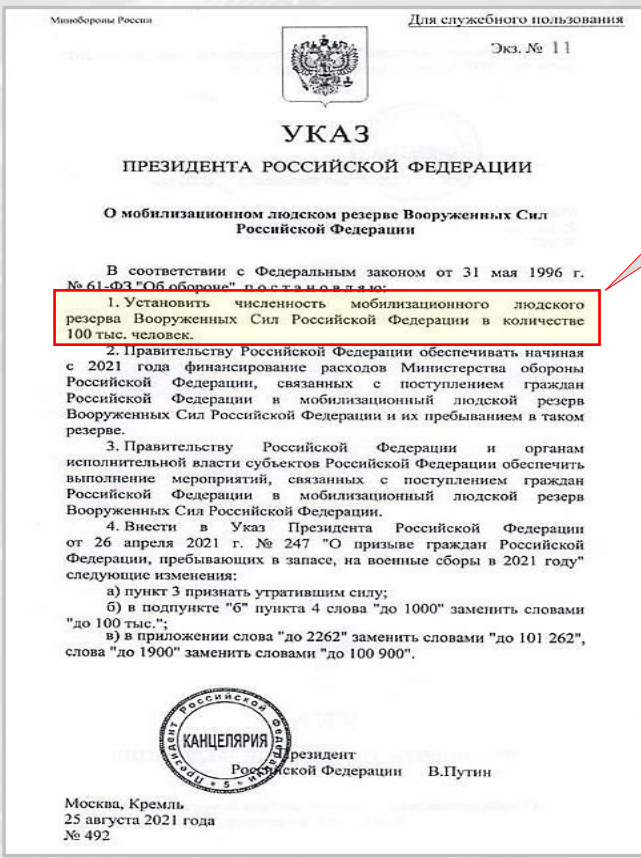 Минобороны России
Для служебного пользования
Экз. № 11
УКАЗ
ПРЕЗИДЕНТА РОССИЙСКОЙ ФЕДЕРАЦИИ
О мобилизационном людском резерве Вооруженных Сил
Российской Федерации
В соответствии с Федеральным законом от 31 мая 1996 г.
№ 61-ФЗ "Об обороне" п о с т а н о в л я ю:
1. Установить численность мобилизационного людского
резерва Вооруженных Сил Российской Федерации в количестве
100 тыс. человек.
2. Правительству Российской Федерации обеспечивать начиная
с 2021 года финансирование расходов Министерства обороны
Российской Федерации, связанных с поступлением граждан
Российской Федерации в мобилизационный людской резерв
Вооруженных Сил Российской Федерации и их пребыванием в таком
резерве.
3. Правительству Российской Федерации и органам
исполнительной власти субъектов Российской Федерации обеспечить
выполнение мероприятий, связанных с поступлением граждан
Российской Федерации в мобилизационный людской резерв
Вооруженных Сил Российской Федерации.
4. Внести в Указ Президента Российской Федерации
от 26 апреля 2021 г. № 247 "О призыве граждан Российской
Федерации, пребывающих в запасе, на военные сборы в 2021 году"
следующие изменения:
а) пункт 3 признать утратившим силу;
б) в подпункте "б" пункта 4 слова "до 1000" заменить словами
"до 100 тыс.";
в) в приложении слова "до 2262" заменить словами "до 101 262",
слова "до 1900" заменить словами "до 100 900".
Президент Российской Федерации
КАНЦЕЛЯРИЯ
* 5 *
Президент
Российской Федерации В.Путин
Москва, Кремль
25 августа 2021 года
№ 492